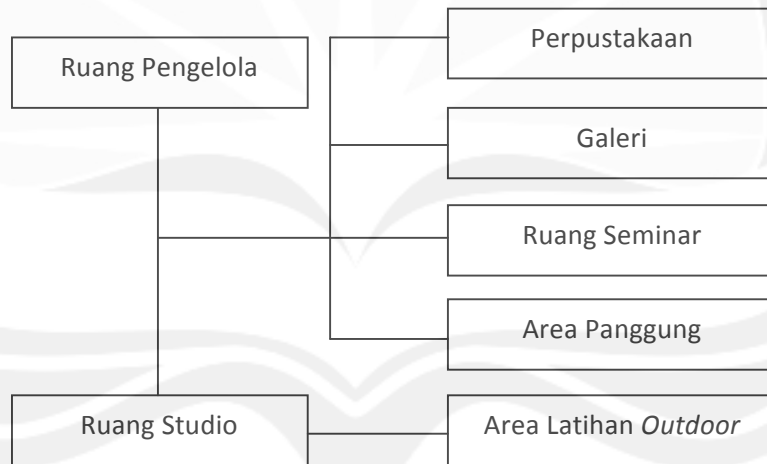 Ruang Pengelola
Perpustakaan
Galeri
Ruang Seminar
Area Panggung
Ruang Studio
Area Latihan Outdoor